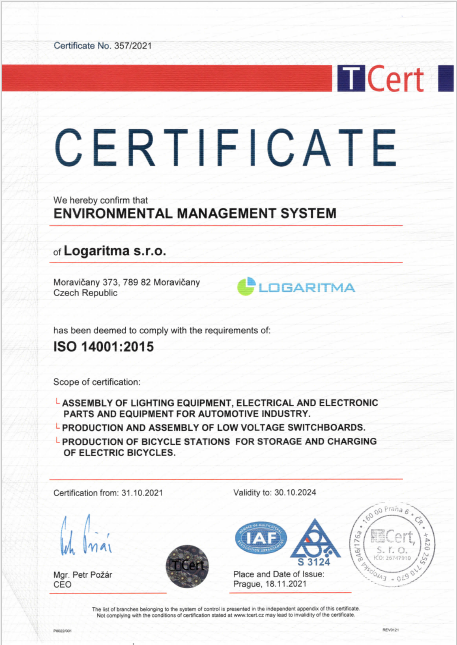 Certificate No. 357/2021
TCert
CERTIFICATE
We hereby confirm that
ENVIRONMENTAL MANAGEMENT SYSTEM
of Logaritma s.r.o.
Moravičany 373, 789 82 Moravičany
Czech Republic
LOGARITMA
has been deemed to comply with the requirements of:
ISO 14001:2015
Scope of certification:
ASSEMBLY OF LIGHTING EQUIPMENT, ELECTRICAL AND ELECTRONIC
PARTS AND EQUIPMENT FOR AUTOMOTIVE INDUSTRY.
PRODUCTION AND ASSEMBLY OF LOW VOLTAGE SWITCHBOARDS.
PRODUCTION OF BICYCLE STATIONS FOR STORAGE AND CHARGING
OF ELECTRIC BICYCLES.
Certification from: 31.10.2021
Validity to: 30.10.2024
IAF
S 3124
TCert,
s. r. o.
160 00 Praha 6 • ČR
Evropská 846/176a
TCert
Mgr. Petr Požár
CEO
Place and Date of Issue:
Prague, 18.11.2021
The list of branches belonging to the system of control is presented in the independent appendix of this certificate.
Not complying with the conditions of certification stated at www.tcert.cz may lead to invalidity of the certificate.